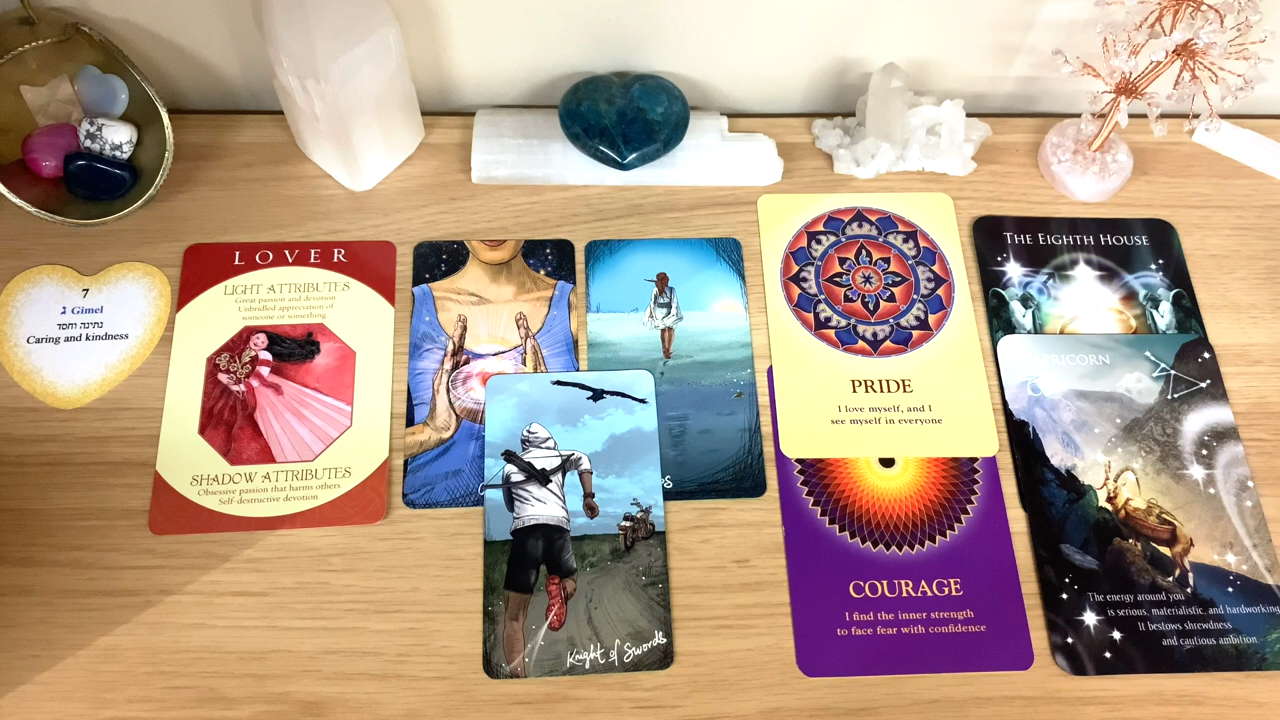 7
ג Gimel
נתינה וחסד
Caring and kindness
LOVER
LIGHT ATTRIBUTES
Great passion and devotion
Unbridled appreciation of
someone or something
SHADOW ATTRIBUTES
Obsessive passion that harms others
Self-destructive devotion
Knight of Swords
PRIDE
I love myself, and I
see myself in everyone
COURAGE
I find the inner strength
to face fear with confidence
THE EIGHTH HOUSE
PRICORN
The energy around you
is serious, materialistic, and hardworking
It bestows shrewdness
and cautious ambition.